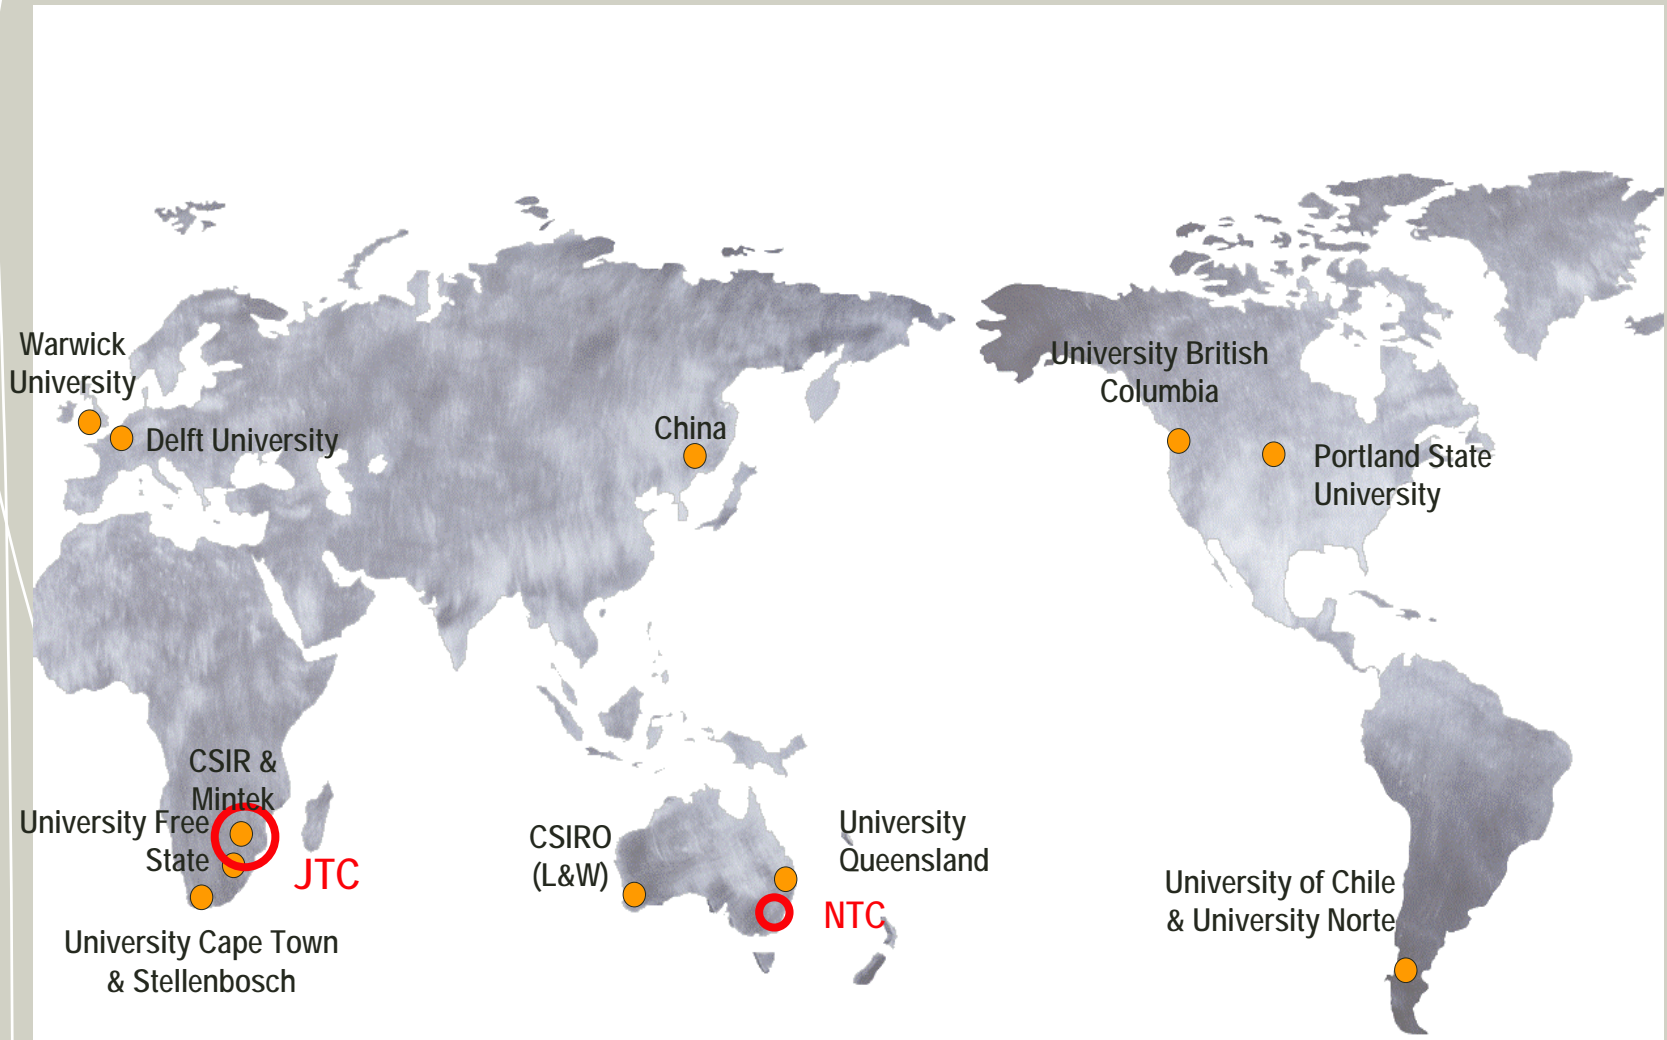 Warwick
University
Delft University
China
University British
Columbia
Portland State
University
CSIR &
Mintek
University Free
State
JTC
University Cape Town
& Stellenbosch
CSIRO
(L&W)
University
Queensland
NTC
University of Chile
& University Norte